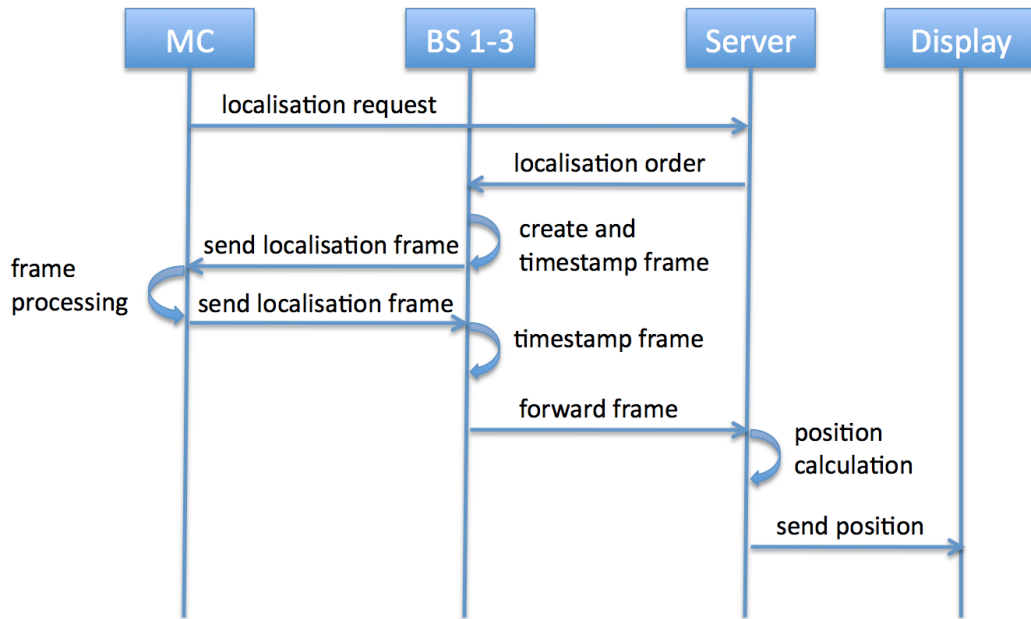 MC
BS 1-3
Server
Display
localisation request
localisation order
create and
timestamp frame
send localisation frame
frame
processing
send localisation frame
timestamp frame
forward frame
position
calculation
send position